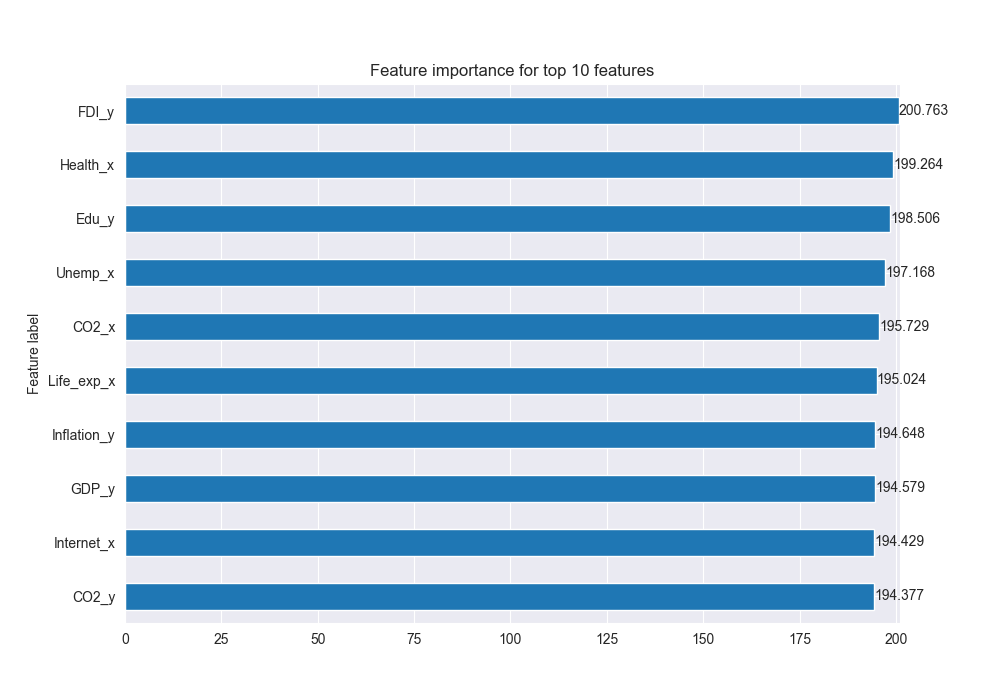 Feature importance for top 10 features
FDI_y 200.763
Health_x 199.264
Edu_y 198.506
Unemp_x 197.168
CO2_x 195.729
Life_exp_x 195.024
Inflation_y 194.648
GDP_y 194.579
Internet_x 194.429
CO2_y 194.377
Feature label
0 25 50 75 100 125 150 175 200